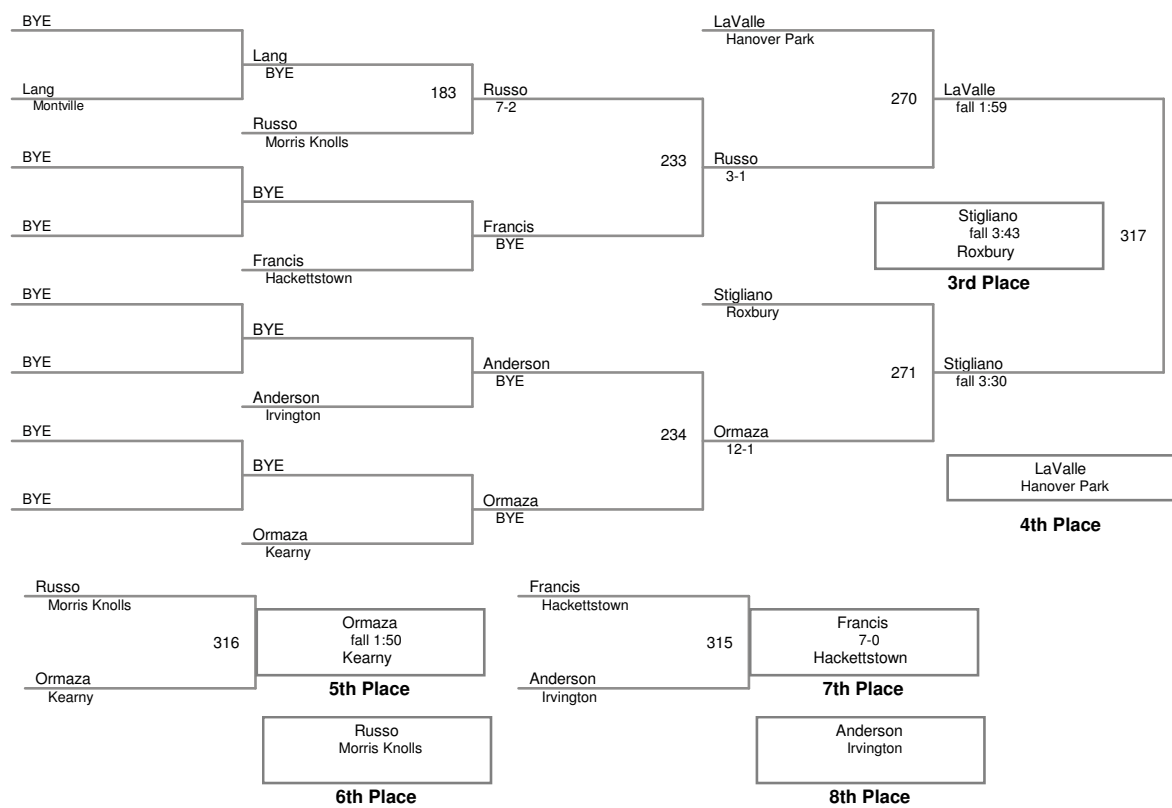 BYE
Lang
Montville
Lang
BYE
183
Russo
Morris Knolls
Russo
7-2
BYE
BYE
BYE
Francis
Hackettstown
Francis
BYE
233
Russo
3-1
LaValle
Hanover Park
270
LaValle
fall 1:59
BYE
BYE
BYE
Anderson
Irvington
Anderson
BYE
BYE
BYE
BYE
Ormaza
Kearny
Ormaza
BYE
234
Ormaza
12-1
Stigliano
Roxbury
271
Stigliano
fall 3:30
317
Stigliano
fall 3:43
Roxbury
3rd Place
LaValle
Hanover Park
4th Place
Russo
Morris Knolls
316
Ormaza
Kearny
Ormaza
fall 1:50
Kearny
5th Place
Russo
Morris Knolls
6th Place
Francis
Hackettstown
315
Anderson
Irvington
Francis
7-0
Hackettstown
7th Place
Anderson
Irvington
8th Place